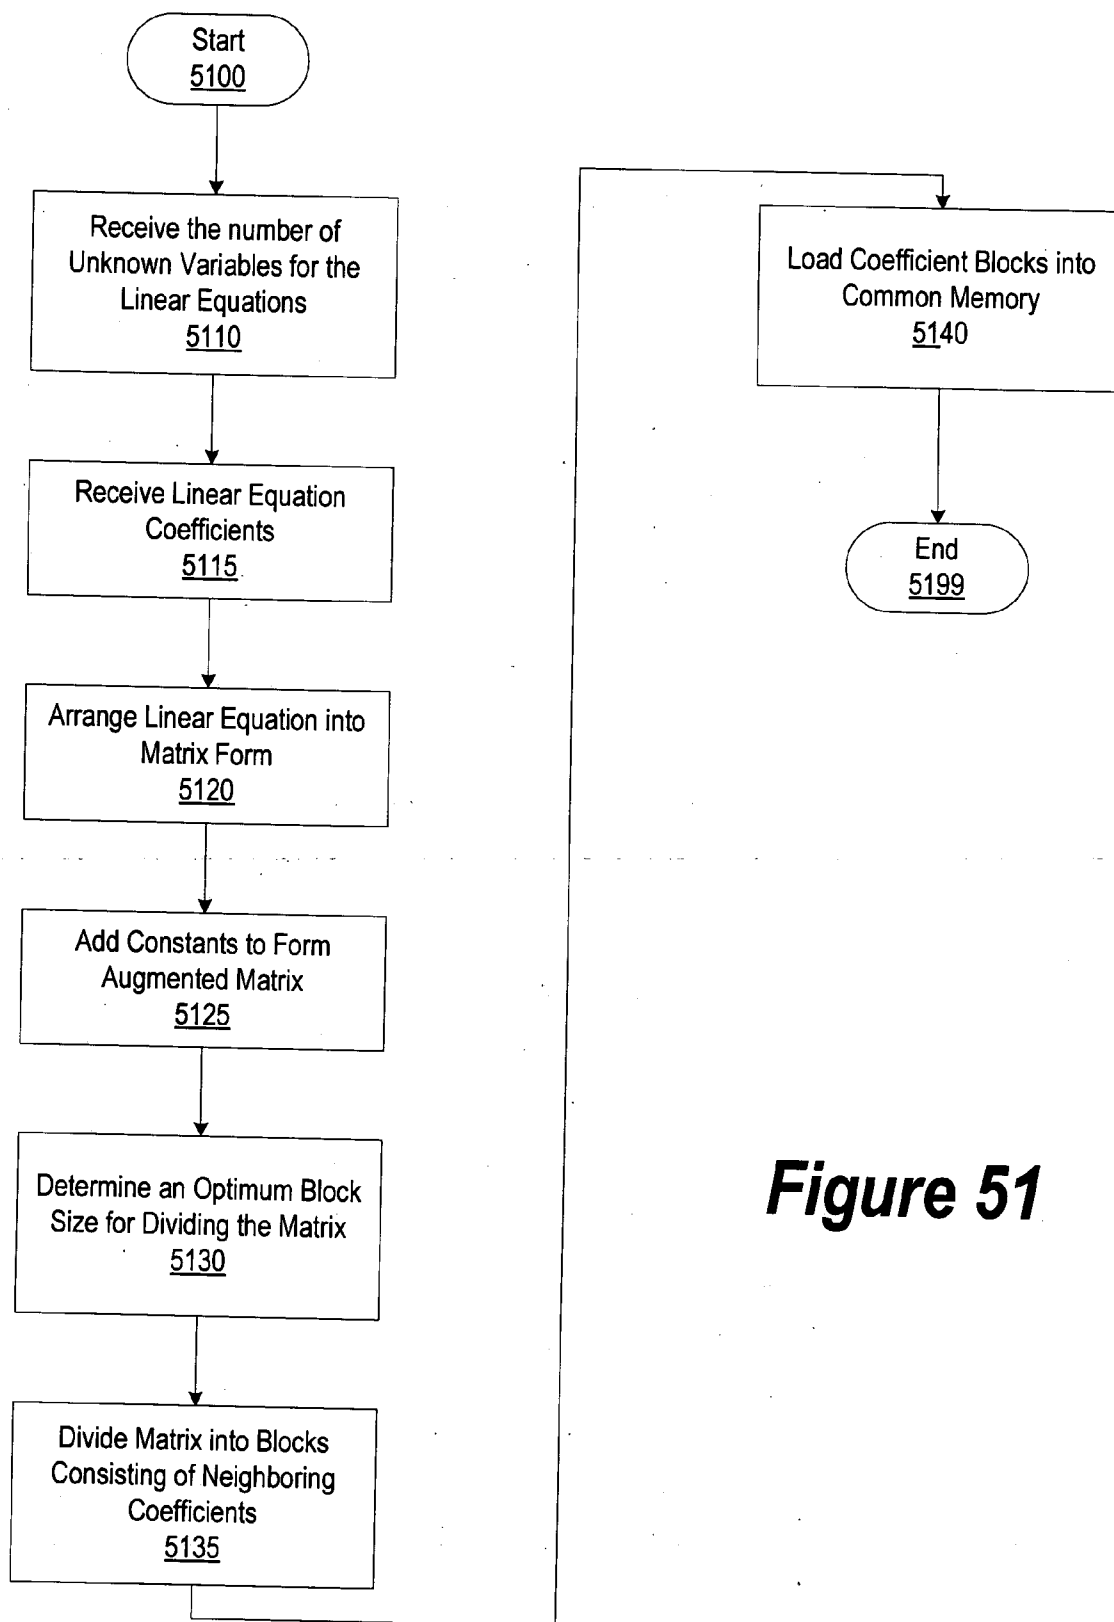 Start
5100
Receive the number of
Unknown Variables for the
Linear Equations
5110
Receive Linear Equation
Coefficients
5115
Arrange Linear Equation into
Matrix Form
5120
Add Constants to Form
Augmented Matrix
5125
Determine an Optimum Block
Size for Dividing the Matrix
5130
Divide Matrix into Blocks
Consisting of Neighboring
Coefficients
5135
Load Coefficient Blocks into
Common Memory
5140
End
5199
Figure 51